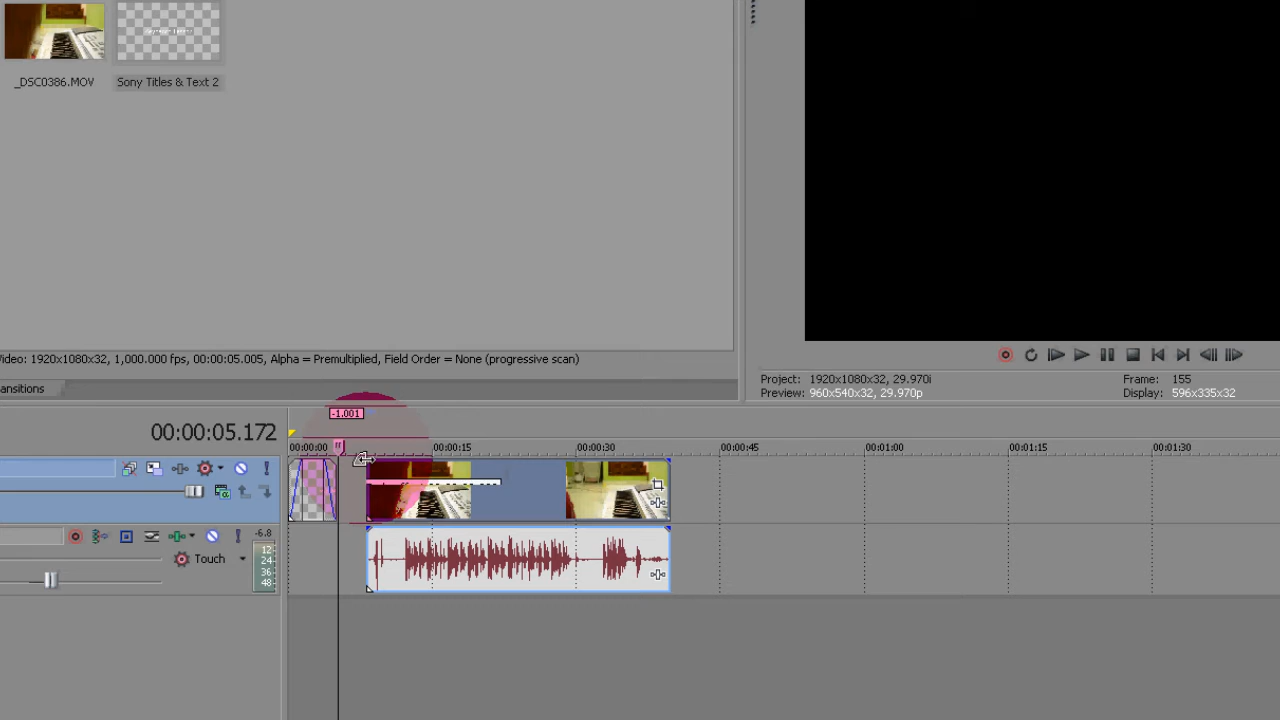 _DSC0386.MOV
Sony Titles & Text 2
Video: 1920x1080x32, 1,000.000 fps, 00:00:05.005, Alpha = Premultiplied, Field Order = None (progressive scan)
ansitions
Project: 1920x1080x32, 29.970i
Frame: 155
Preview: 960x540x32, 29.970p
Display: 596x335x32
-1.001
00:00:05.172
00:00:00
00:00:15
00:00:30
00:00:45
00:01:00
00:01:15
00:01:30
-6.8
12
24
36
48
Touch